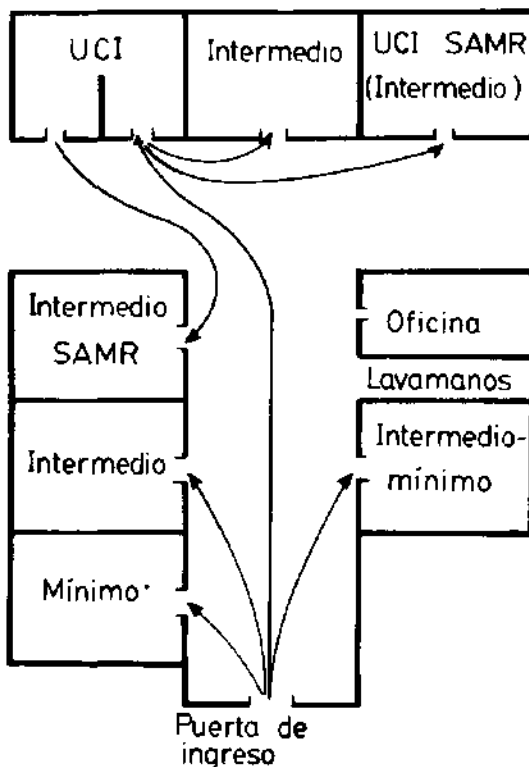 UCI
Intermedio
UCI SAMR
(Intermedio)
Intermedio
SAMR
Oficina
Lavamanos
Intermedio
Intermedio-
mínimo
Mínimo
Puerta de
ingreso